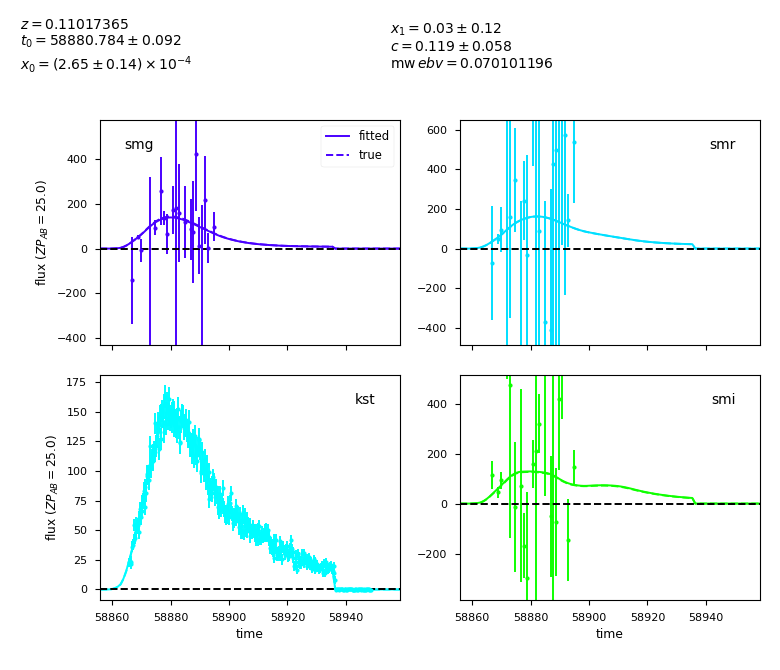 z = 0.11017365
t₀ = 58880.784 ± 0.092
x₀ = (2.65 ± 0.14) × 10⁻⁴
x₁ = 0.03 ± 0.12
c = 0.119 ± 0.058
mw ebv = 0.070101196
smg
fitted
true
400
200
0
−200
−400
flux (ZP_AB = 25.0)
smr
600
400
200
0
−200
−400
kst
175
150
125
100
75
50
25
0
flux (ZP_AB = 25.0)
58860 58880 58900 58920 58940
time
smi
400
200
0
−200
58860 58880 58900 58920 58940
time